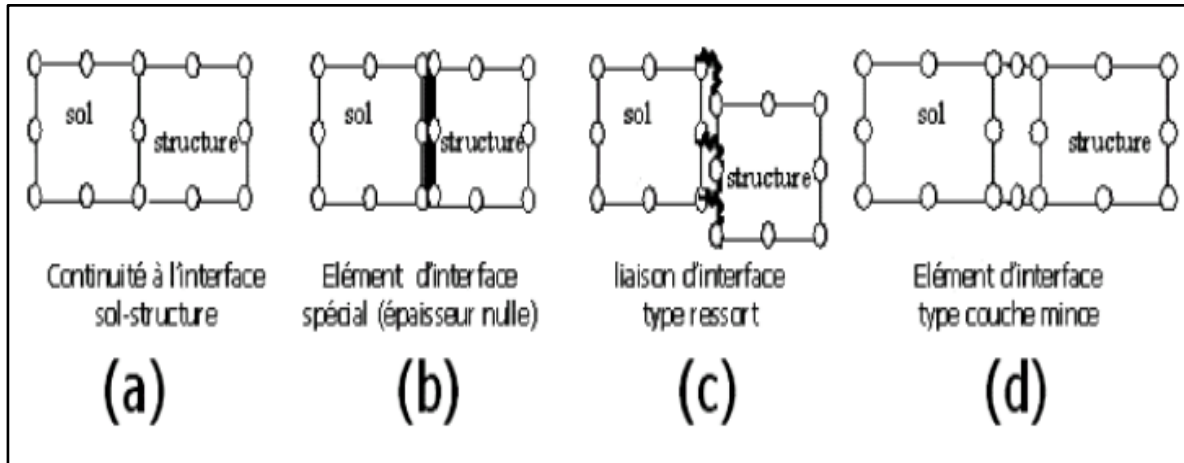 sol
structure
Continuité à l'interface
sol-structure
(a)
sol
structure
Elément d'interface
spécial (épaisseur nulle)
(b)
sol
structure
liaison d'interface
type ressort
(c)
sol
structure
Elément d'interface
type couche mince
(d)